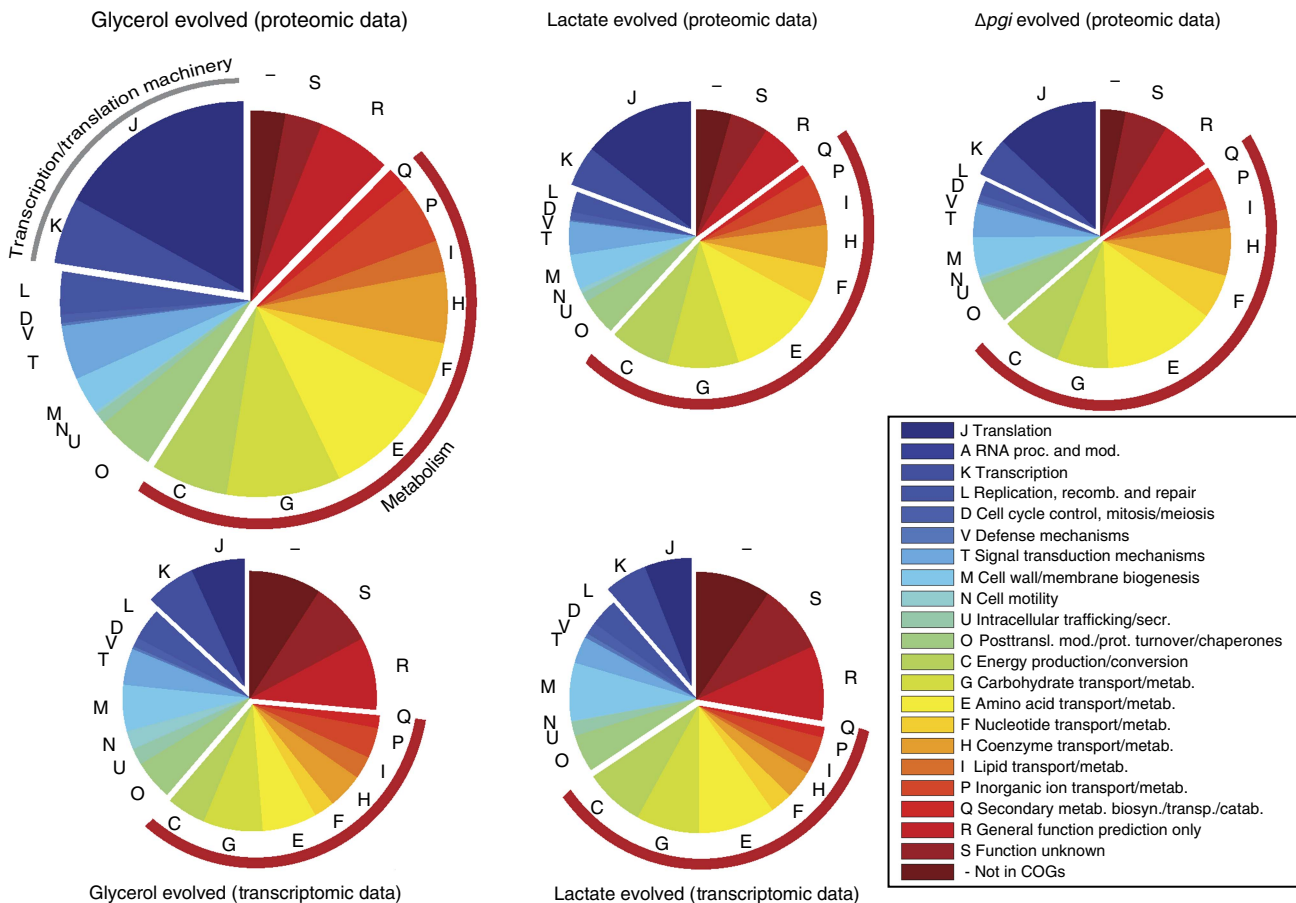 Glycerol evolved (proteomic data)
Lactate evolved (proteomic data)
Δpgi evolved (proteomic data)
Transcription/translation machinery
Metabolism
–
S
R
Q
P
I
H
F
E
G
C
O
U
N
M
T
V
D
L
K
J
–
S
R
Q
P
I
H
F
E
G
C
O
U
N
M
T
V
D
L
K
J
–
S
R
Q
P
I
H
F
E
G
C
O
U
N
M
T
V
D
L
K
J
–
S
R
Q
P
I
H
F
E
G
C
O
U
N
M
T
V
D
L
K
J
–
S
R
Q
P
I
H
F
E
G
C
O
U
N
M
T
V
D
L
K
J
J Translation
A RNA proc. and mod.
K Transcription
L Replication, recomb. and repair
D Cell cycle control, mitosis/meiosis
V Defense mechanisms
T Signal transduction mechanisms
M Cell wall/membrane biogenesis
N Cell motility
U Intracellular trafficking/secr.
O Posttransl. mod./prot. turnover/chaperones
C Energy production/conversion
G Carbohydrate transport/metab.
E Amino acid transport/metab.
F Nucleotide transport/metab.
H Coenzyme transport/metab.
I Lipid transport/metab.
P Inorganic ion transport/metab.
Q Secondary metab. biosyn./transp./catab.
R General function prediction only
S Function unknown
- Not in COGs
Glycerol evolved (transcriptomic data)
Lactate evolved (transcriptomic data)